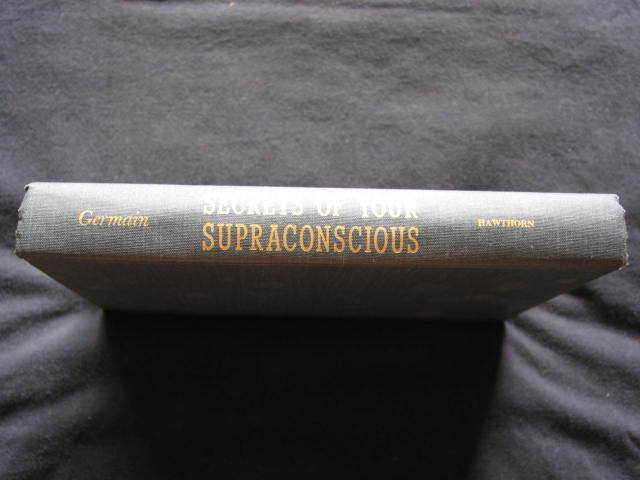 Germain
SECRETS OF YOUR
SUPRACONSCIOUS
HAWTHORN